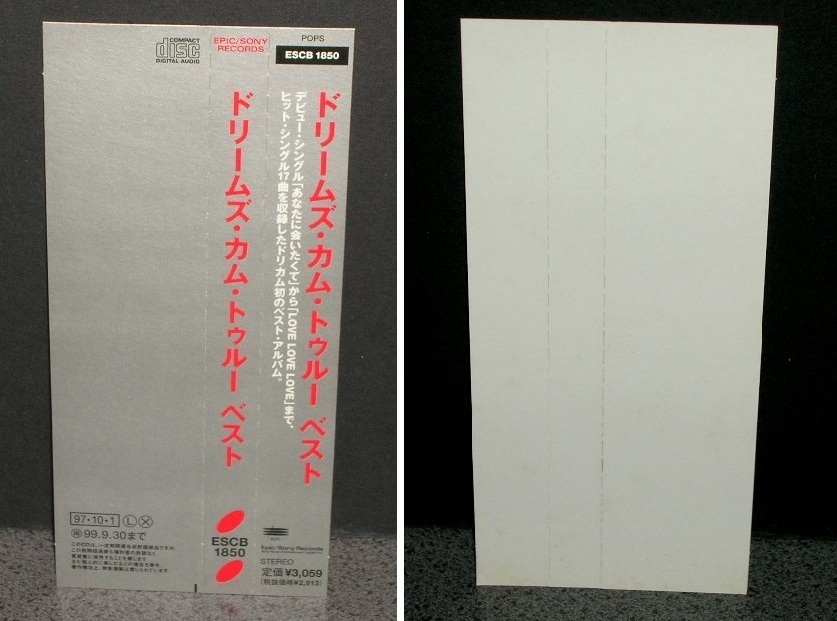 COMPACT
disc
DIGITAL AUDIO
EPIC/SONY
RECORDS
POPS
ESCB 1850
ドリームズ・カム・トゥルー ベスト
デビュー・シングル「あなたに会いたくて」から「LOVE LOVE LOVE」まで、
ヒット・シングル17曲を収録したドリカム初のベスト・アルバム。
ドリームズ・カム・トゥルー ベスト
97・10・1 Ⓛ Ⓧ
㋘99.9.30まで
ESCB
1850
Epic/Sony Records
STEREO
定価¥3,059
(税抜価格¥2,913)